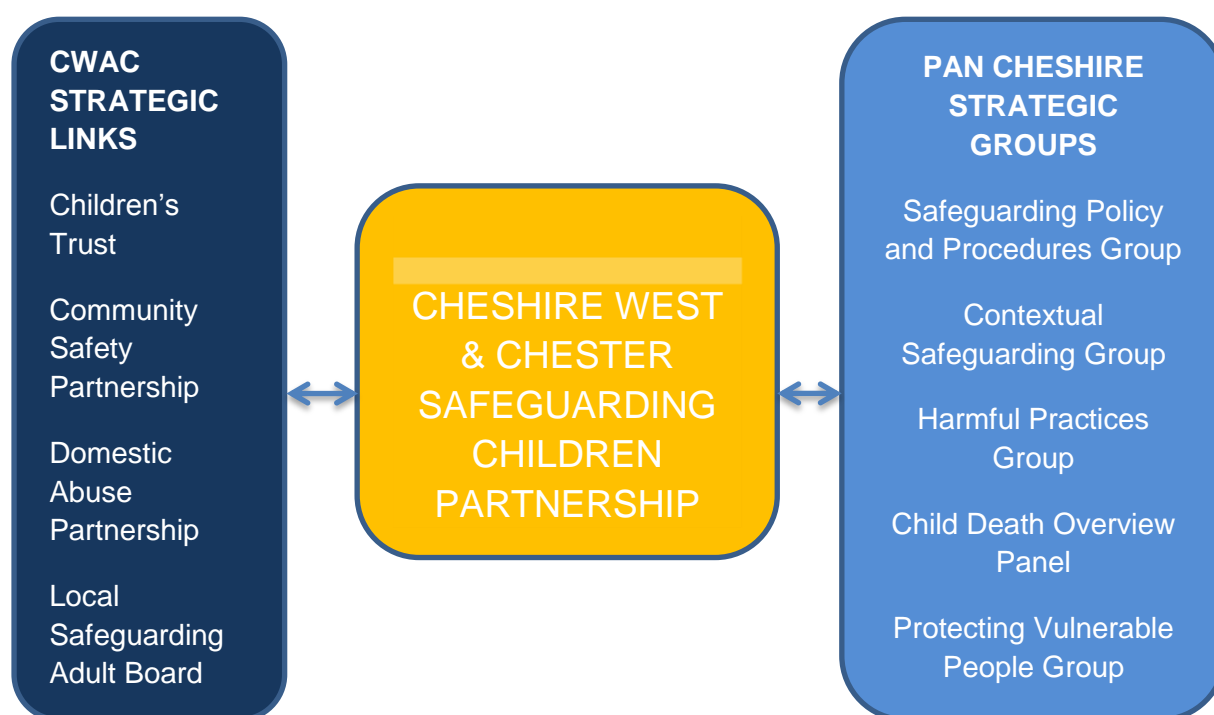 CWAC
STRATEGIC
LINKS
Children’s
Trust
Community
Safety
Partnership
Domestic
Abuse
Partnership
Local
Safeguarding
Adult Board
CHESHIRE WEST
& CHESTER
SAFEGUARDING
CHILDREN
PARTNERSHIP
PAN CHESHIRE
STRATEGIC
GROUPS
Safeguarding Policy
and Procedures Group
Contextual
Safeguarding Group
Harmful Practices
Group
Child Death Overview
Panel
Protecting Vulnerable
People Group